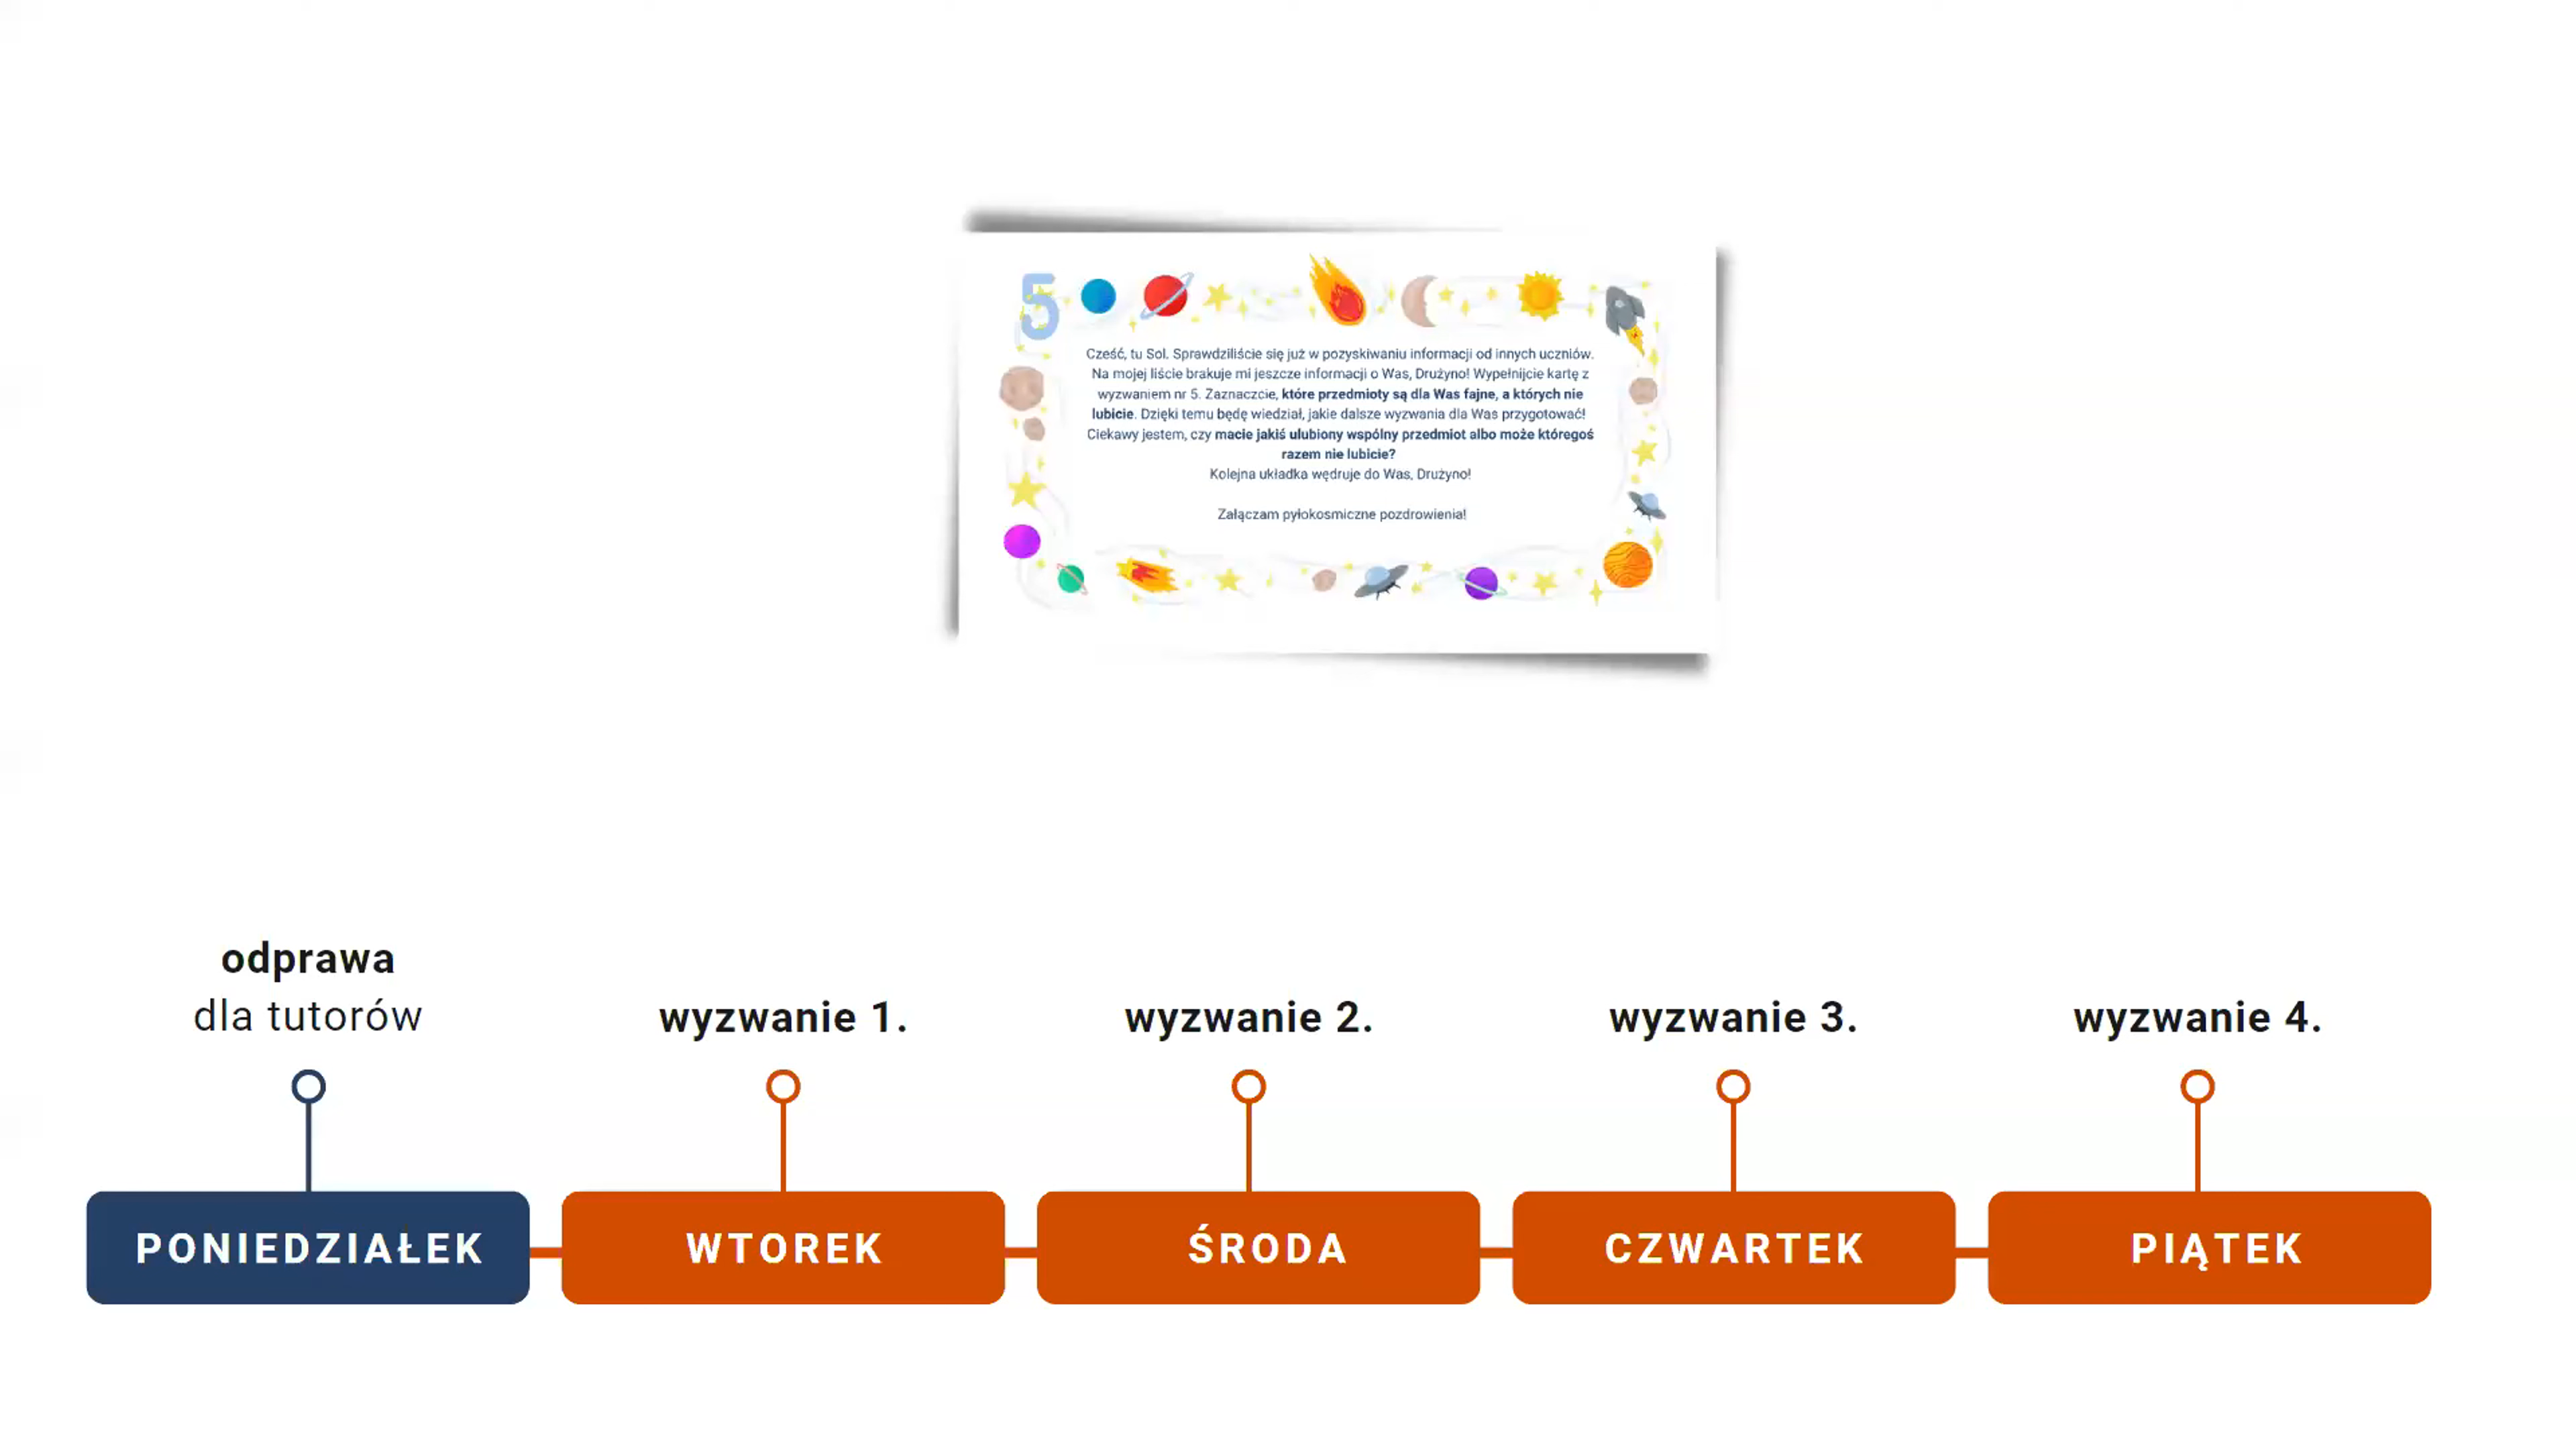 5
Cześć, tu Sol. Sprawdziliście się już w pozyskiwaniu informacji od innych uczniów.
Na mojej liście brakuje mi jeszcze informacji o Was, Drużyno! Wypełnijcie kartę z
wyzwaniem nr 5. Zaznaczcie, które przedmioty są dla Was fajne, a których nie
lubicie. Dzięki temu będę wiedział, jakie dalsze wyzwania dla Was przygotować!
Ciekawy jestem, czy macie jakiś ulubiony wspólny przedmiot albo może któregoś
razem nie lubicie?
Kolejna układka wędruje do Was, Drużyno!
Załączam pyłokosmiczne pozdrowienia!
odprawa
dla tutorów
wyzwanie 1.
wyzwanie 2.
wyzwanie 3.
wyzwanie 4.
PONIEDZIAŁEK
WTOREK
ŚRODA
CZWARTEK
PIĄTEK